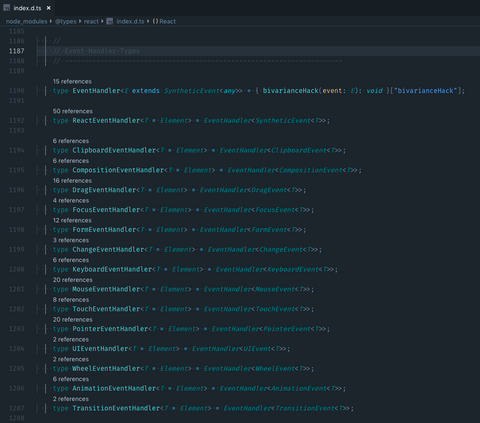 index.d.ts ×
node_modules › @types › react › index.d.ts › {} React
1185
1186 //
1187 // Event Handler Types
1188 // ----------------------------------------------------------------------
1189
15 references
1190 type EventHandler<E extends SyntheticEvent<any>> = { bivarianceHack(event: E): void }["bivarianceHack"];
1191
50 references
1192 type ReactEventHandler<T = Element> = EventHandler<SyntheticEvent<T>>;
1193
6 references
1194 type ClipboardEventHandler<T = Element> = EventHandler<ClipboardEvent<T>>;
6 references
1195 type CompositionEventHandler<T = Element> = EventHandler<CompositionEvent<T>>;
16 references
1196 type DragEventHandler<T = Element> = EventHandler<DragEvent<T>>;
4 references
1197 type FocusEventHandler<T = Element> = EventHandler<FocusEvent<T>>;
12 references
1198 type FormEventHandler<T = Element> = EventHandler<FormEvent<T>>;
3 references
1199 type ChangeEventHandler<T = Element> = EventHandler<ChangeEvent<T>>;
6 references
1200 type KeyboardEventHandler<T = Element> = EventHandler<KeyboardEvent<T>>;
20 references
1201 type MouseEventHandler<T = Element> = EventHandler<MouseEvent<T>>;
8 references
1202 type TouchEventHandler<T = Element> = EventHandler<TouchEvent<T>>;
20 references
1203 type PointerEventHandler<T = Element> = EventHandler<PointerEvent<T>>;
2 references
1204 type UIEventHandler<T = Element> = EventHandler<UIEvent<T>>;
2 references
1205 type WheelEventHandler<T = Element> = EventHandler<WheelEvent<T>>;
6 references
1206 type AnimationEventHandler<T = Element> = EventHandler<AnimationEvent<T>>;
2 references
1207 type TransitionEventHandler<T = Element> = EventHandler<TransitionEvent<T>>;
1208